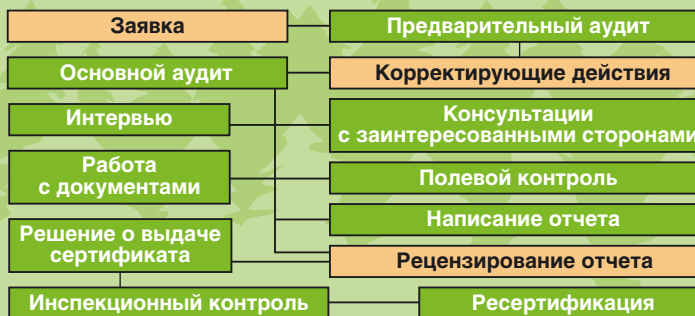 Заявка
Предварительный аудит
Основной аудит
Корректирующие действия
Интервью
Консультации
с заинтересованными сторонами
Работа
с документами
Полевой контроль
Написание отчета
Решение о выдаче
сертификата
Рецензирование отчета
Инспекционный контроль
Ресертификация